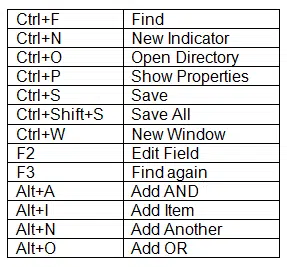 Ctrl+F Find
Ctrl+N New Indicator
Ctrl+O Open Directory
Ctrl+P Show Properties
Ctrl+S Save
Ctrl+Shift+S Save All
Ctrl+W New Window
F2 Edit Field
F3 Find again
Alt+A Add AND
Alt+I Add Item
Alt+N Add Another
Alt+O Add OR